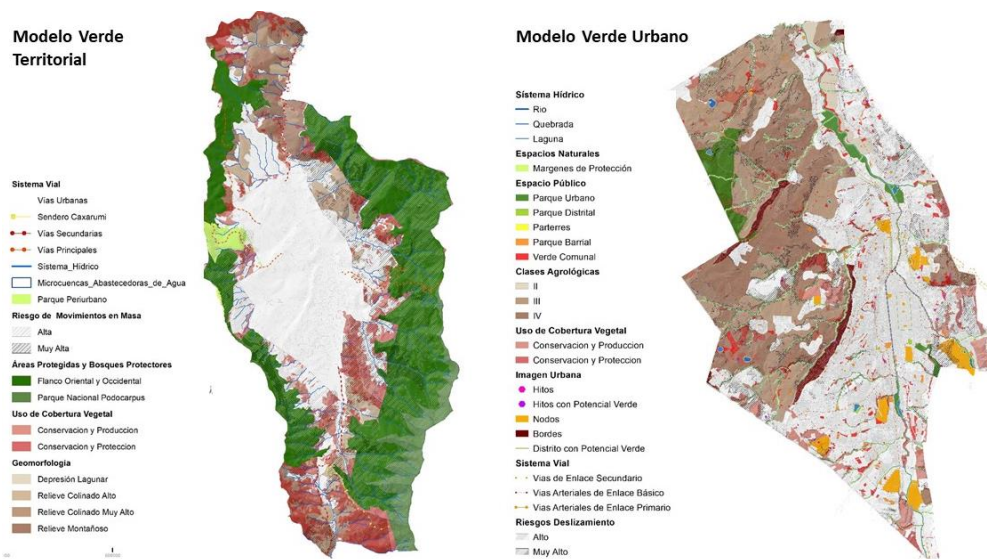 Modelo Verde
Territorial
Sistema Vial
Vías Urbanas
Sendero Caxarumi
Vías Secundarias
Vías Principales
Sistema_Hídrico
Microcuencas_Abastecedoras_de_Agua
Parque Periurbano
Riesgo de Movimientos en Masa
Alta
Muy Alta
Áreas Protegidas y Bosques Protectores
Flanco Oriental y Occidental
Parque Nacional Podocarpus
Uso de Cobertura Vegetal
Conservacion y Produccion
Conservacion y Proteccion
Geomorfología
Depresión Lagunar
Relieve Colinado Alto
Relieve Colinado Muy Alto
Relieve Montañoso
Modelo Verde Urbano
Sístema Hídrico
Rio
Quebrada
Laguna
Espacios Naturales
Margenes de Protección
Espacio Público
Parque Urbano
Parque Distrital
Parterres
Parque Barrial
Verde Comunal
Clases Agrológicas
II
III
IV
Uso de Cobertura Vegetal
Conservacion y Produccion
Conservacion y Proteccion
Imagen Urbana
Hitos
Hitos con Potencial Verde
Nodos
Bordes
Distrito con Potencial Verde
Sistema Vial
Vias de Enlace Secundario
Vias Arteriales de Enlace Básico
Vias Arteriales de Enlace Primario
Riesgos Deslizamiento
Alto
Muy Alto